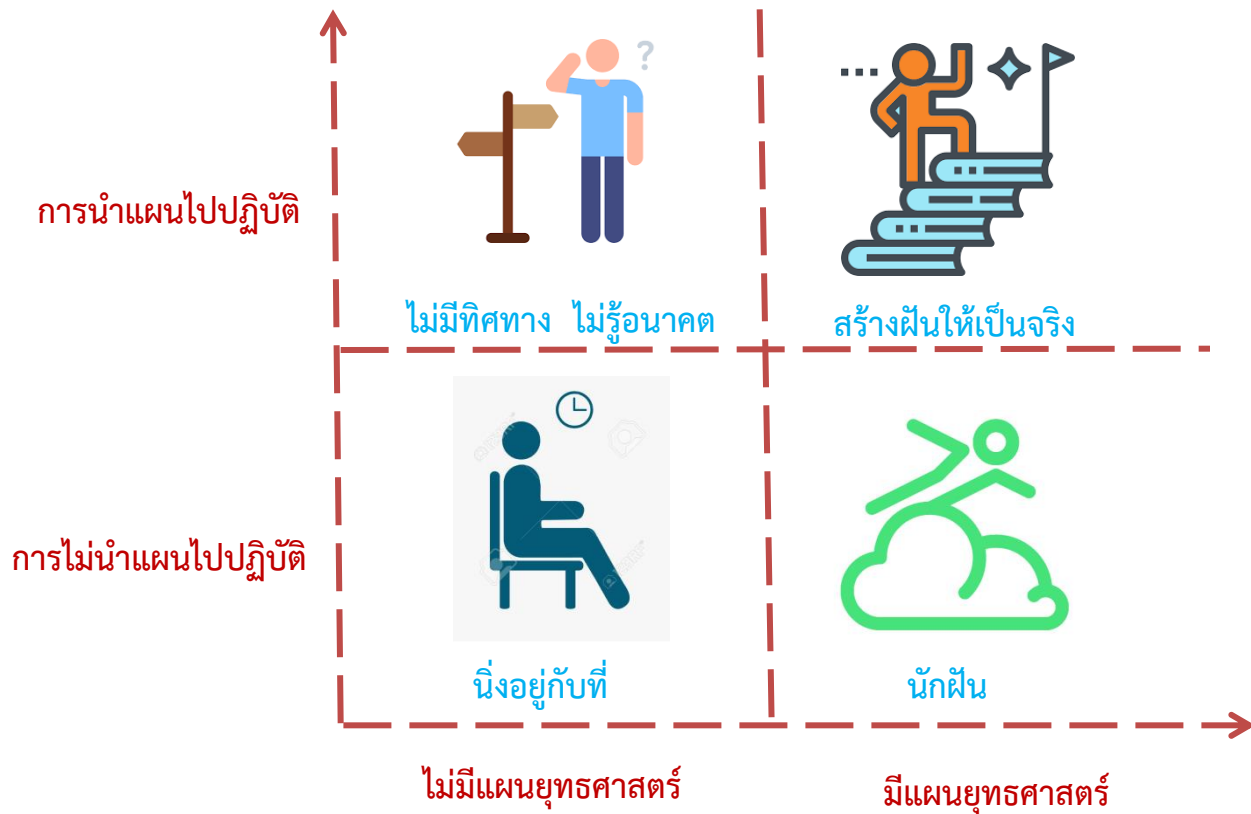 ?
การนำแผนไปปฏิบัติ
ไม่มีทิศทาง ไม่รู้อนาคต
สร้างฝันให้เป็นจริง
การไม่นำแผนไปปฏิบัติ
นิ่งอยู่กับที่
นักฝัน
ไม่มีแผนยุทธศาสตร์
มีแผนยุทธศาสตร์